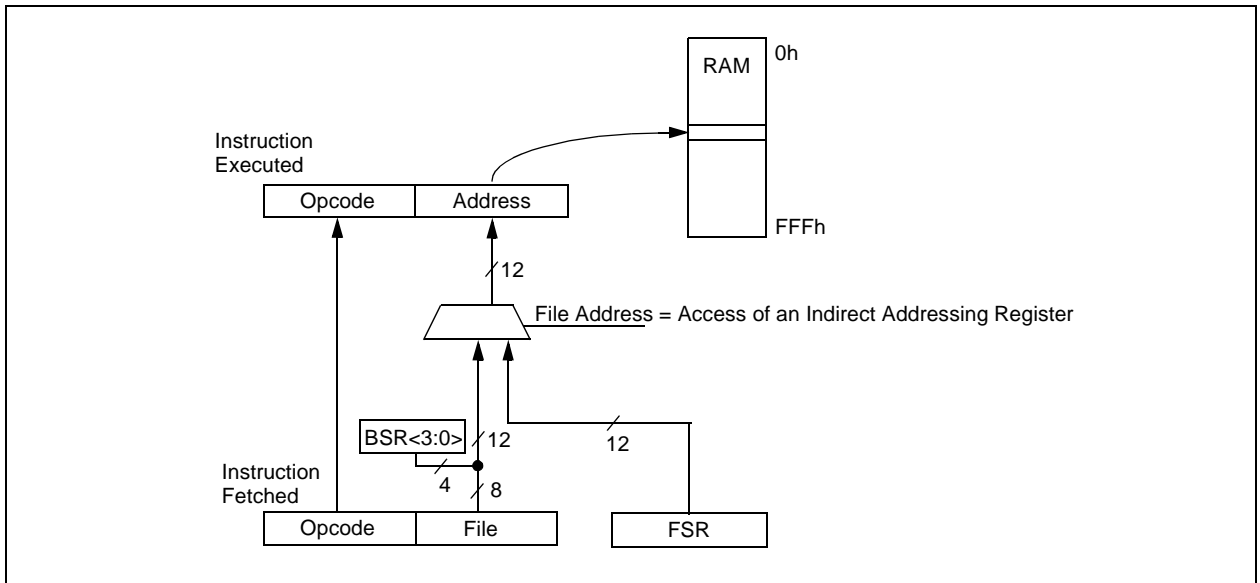 RAM
0h
Instruction
Executed
Opcode
Address
FFFh
12
File Address = Access of an Indirect Addressing Register
BSR<3:0>
12
12
4
8
Instruction
Fetched
Opcode
File
FSR